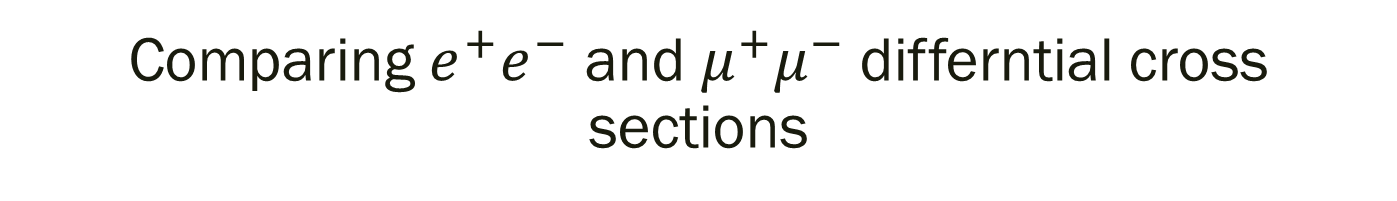 Comparing e⁺e⁻ and μ⁺μ⁻ differntial cross
sections